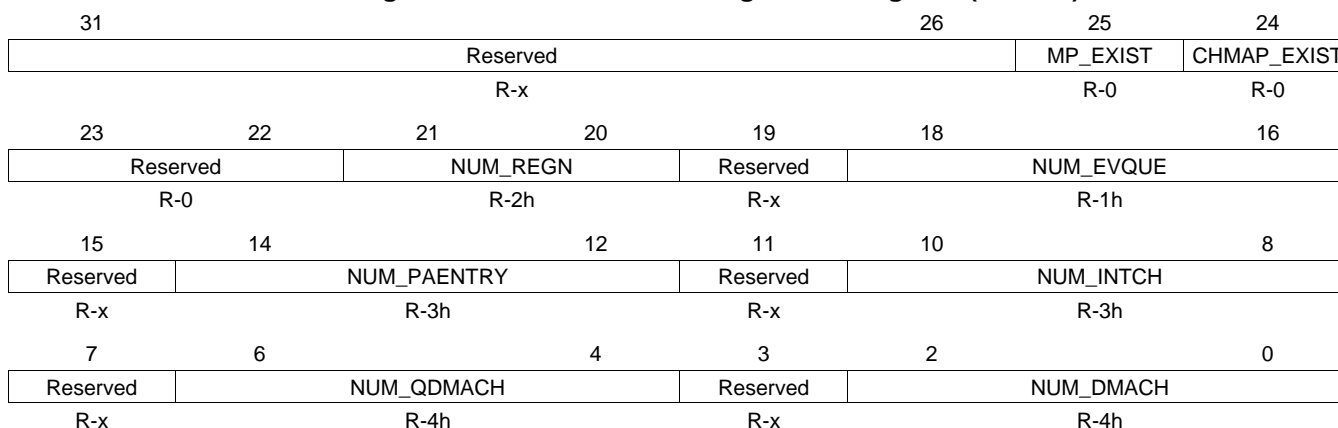 31 26 25 24
Reserved MP_EXIST CHMAP_EXIST
R-x R-0 R-0
23 22 21 20 19 18 16
Reserved NUM_REGN Reserved NUM_EVQUE
R-0 R-2h R-x R-1h
15 14 12 11 10 8
Reserved NUM_PAENTRY Reserved NUM_INTCH
R-x R-3h R-x R-3h
7 6 4 3 2 0
Reserved NUM_QDMACH Reserved NUM_DMACH
R-x R-4h R-x R-4h